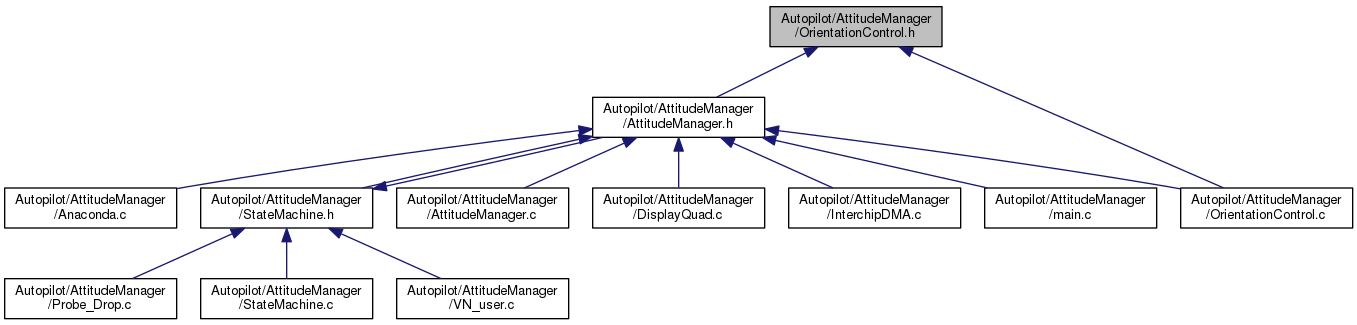 Autopilot/AttitudeManager
/OrientationControl.h
Autopilot/AttitudeManager
/AttitudeManager.h
Autopilot/AttitudeManager
/Anaconda.c
Autopilot/AttitudeManager
/StateMachine.h
Autopilot/AttitudeManager
/AttitudeManager.c
Autopilot/AttitudeManager
/DisplayQuad.c
Autopilot/AttitudeManager
/InterchipDMA.c
Autopilot/AttitudeManager
/main.c
Autopilot/AttitudeManager
/OrientationControl.c
Autopilot/AttitudeManager
/Probe_Drop.c
Autopilot/AttitudeManager
/StateMachine.c
Autopilot/AttitudeManager
/VN_user.c